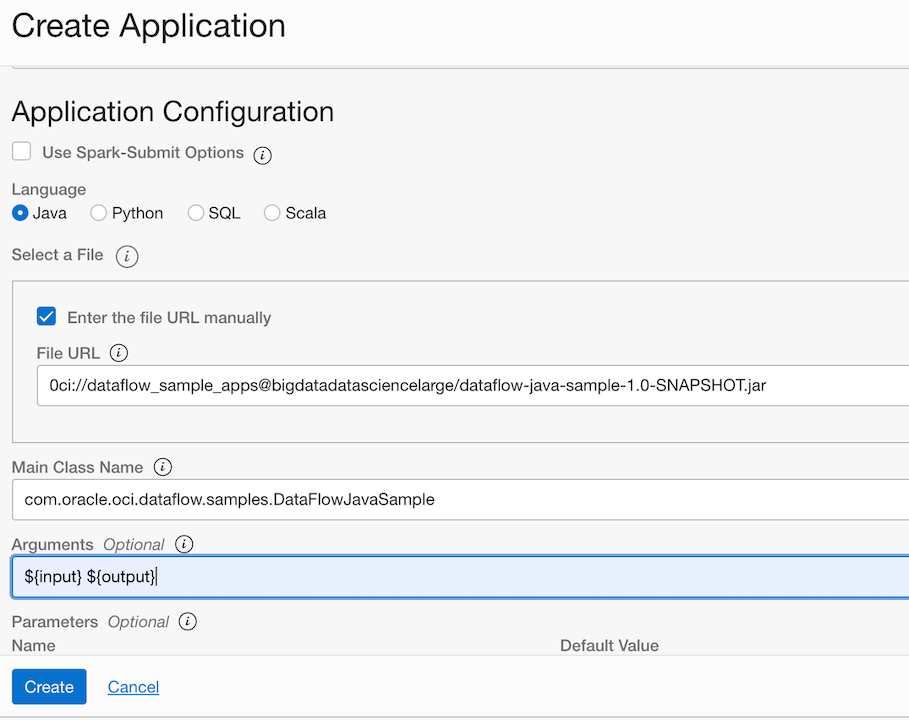 Create Application
Application Configuration
Use Spark-Submit Options
Language
Java Python SQL Scala
Select a File
Enter the file URL manually
File URL
0ci://dataflow_sample_apps@bigdatadatasciencelarge/dataflow-java-sample-1.0-SNAPSHOT.jar
Main Class Name
com.oracle.oci.dataflow.samples.DataFlowJavaSample
Arguments Optional
${input} ${output}
Parameters Optional
Name Default Value
Create Cancel